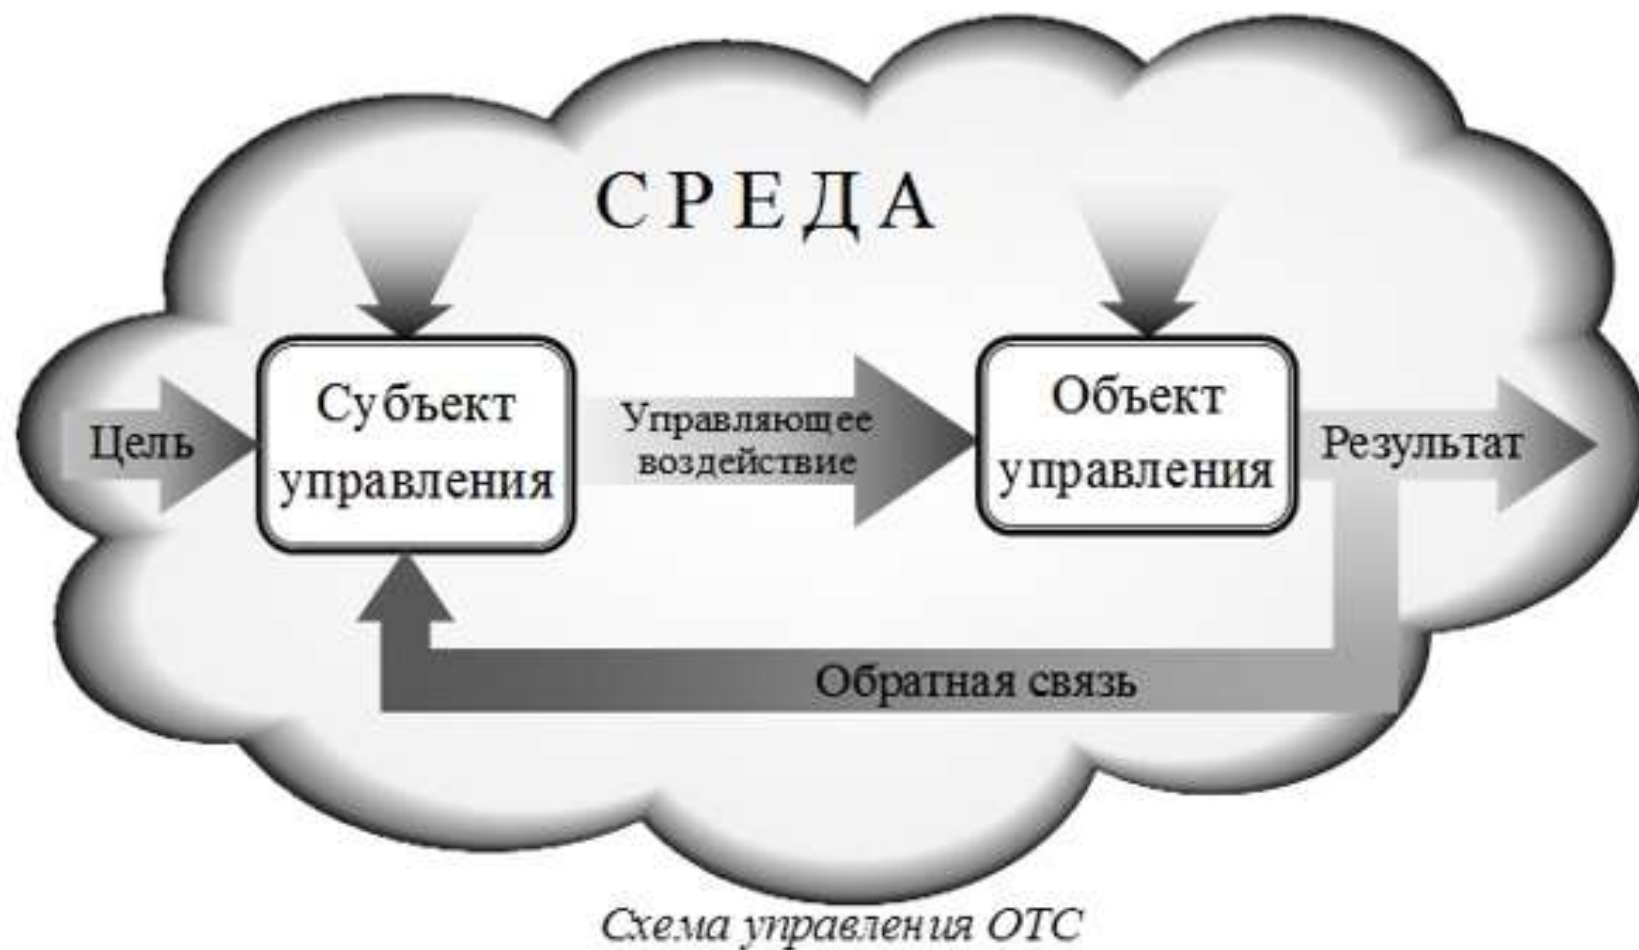 СРЕДА
Цель
Субъект
управления
Управляющее
воздействие
Объект
управления
Результат
Обратная связь
Схема управления ОТС